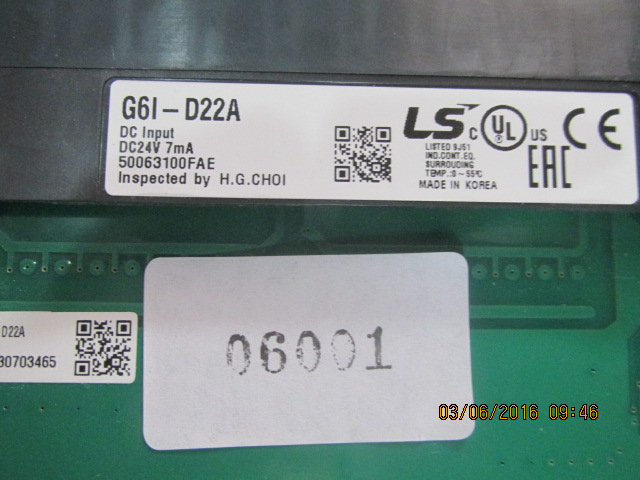 G6I-D22A
DC Input
DC24V 7mA
50063100FAE
Inspected by H.G.CHOI
LS
C UL US
LISTED 9J51
IND.CONT.EQ.
SURROUDING
TEMP.:0~55℃
MADE IN KOREA
CE
EAC
D22A
30703465
06001
03/06/2016 09:46